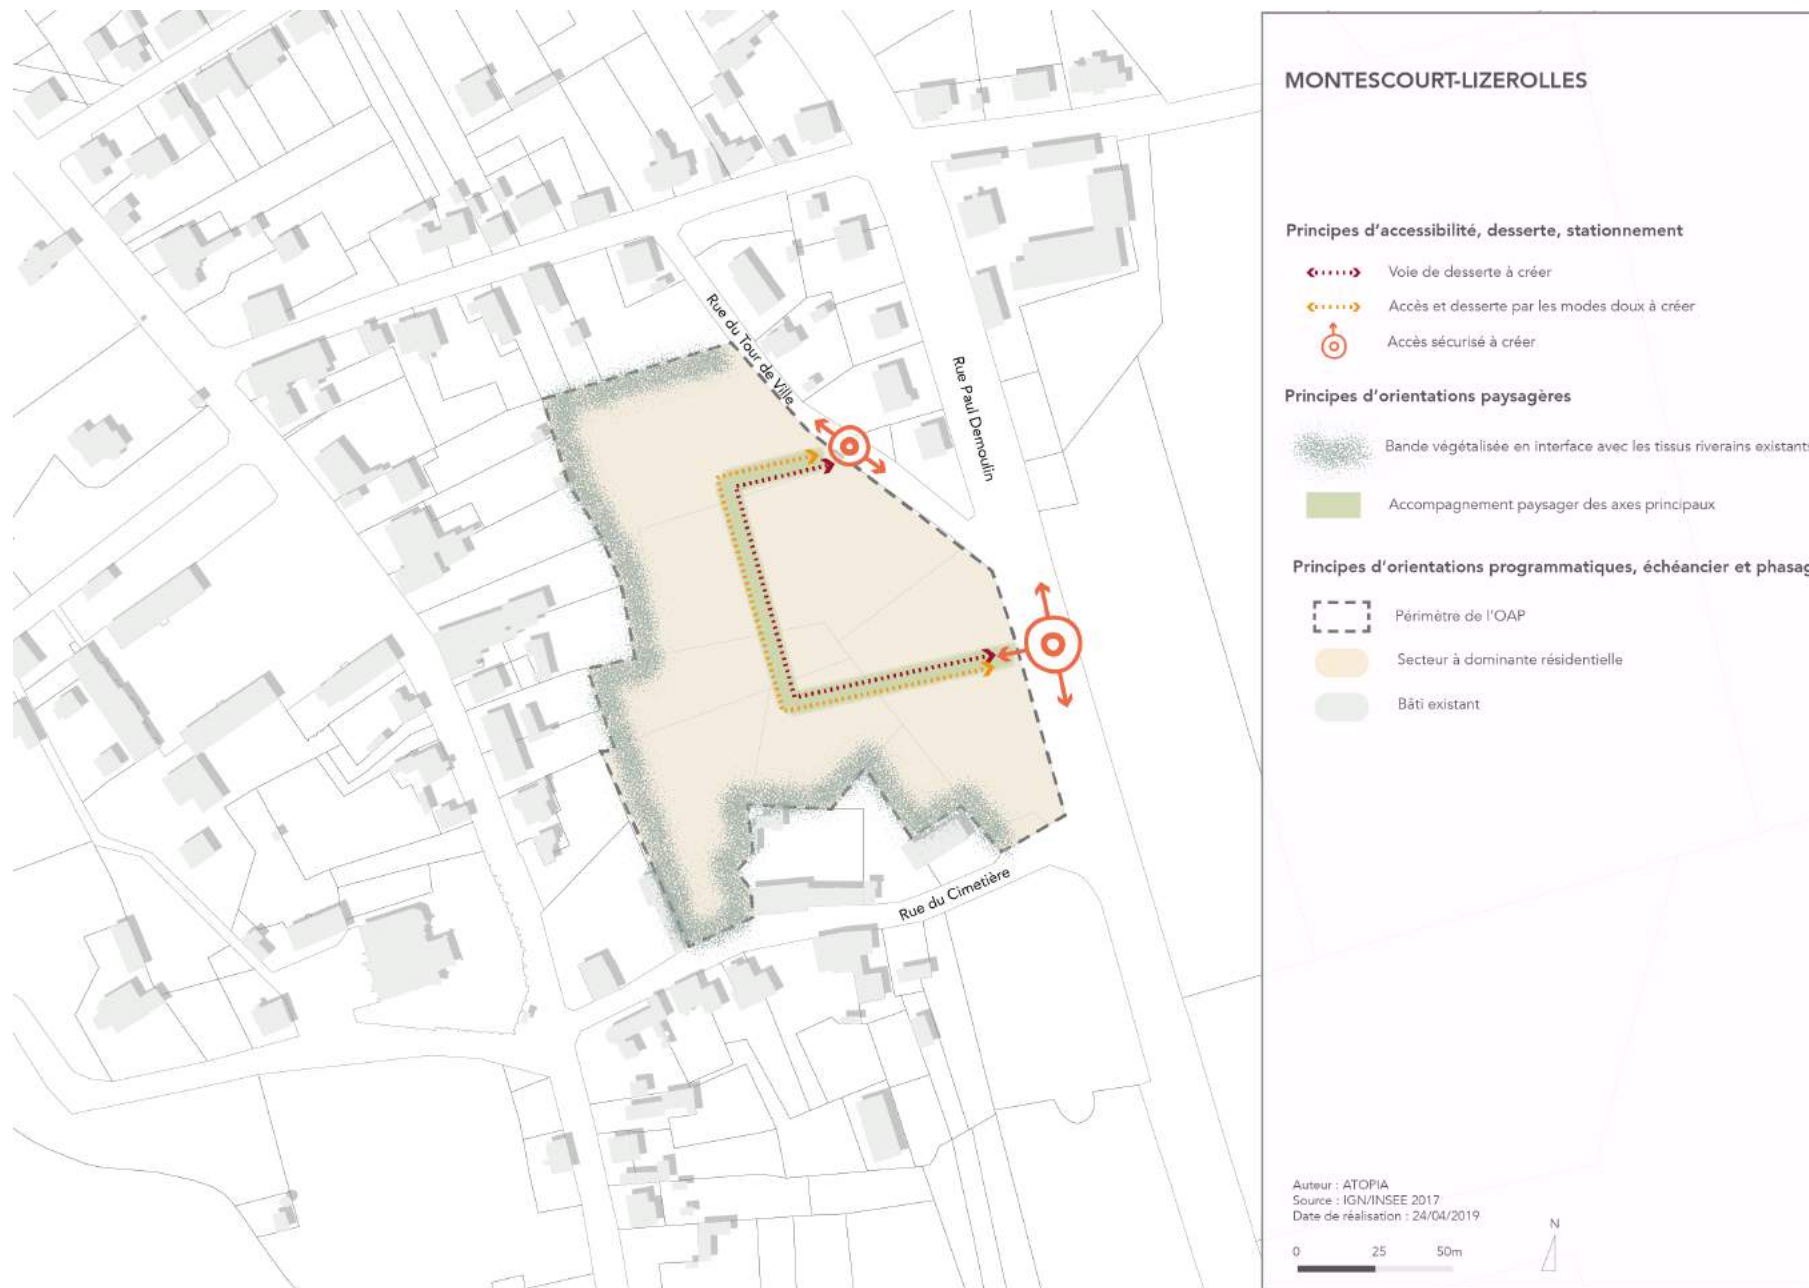 MONTESCOURT-LIZEROLLES
Principes d'accessibilité, desserte, stationnement
Voie de desserte à créer
Accès et desserte par les modes doux à créer
Accès sécurisé à créer
Principes d'orientations paysagères
Bande végétalisée en interface avec les tissus riverains existants
Accompagnement paysager des axes principaux
Principes d'orientations programmatiques, échéancier et phasag
Périmètre de l'OAP
Secteur à dominante résidentielle
Bâti existant
Rue du Tour de Ville
Rue Paul Demoulin
Rue du Cimetière
Auteur : ATOPIA
Source : IGN/INSEE 2017
Date de réalisation : 24/04/2019
N
0 25 50m